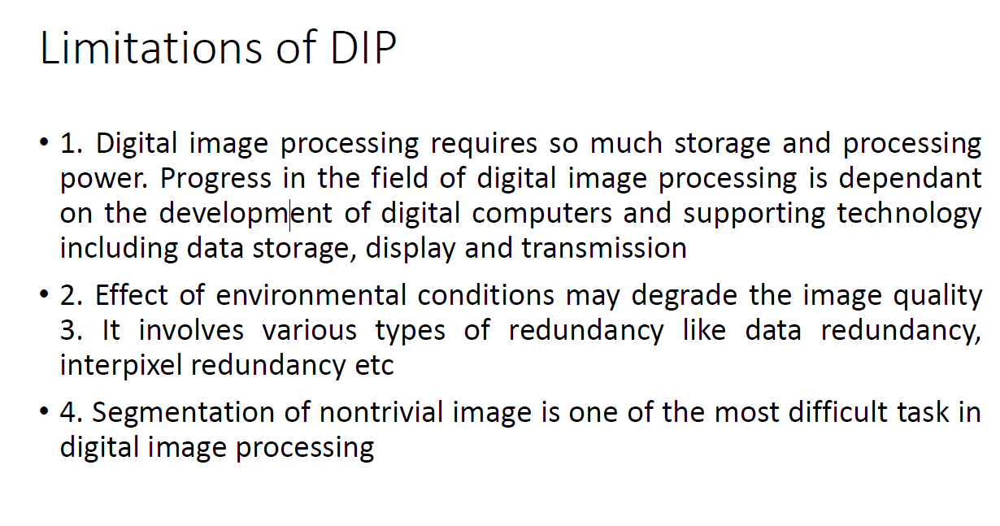 Limitations of DIP
• 1. Digital image processing requires so much storage and processing
power. Progress in the field of digital image processing is dependant
on the development of digital computers and supporting technology
including data storage, display and transmission
• 2. Effect of environmental conditions may degrade the image quality
3. It involves various types of redundancy like data redundancy,
interpixel redundancy etc
• 4. Segmentation of nontrivial image is one of the most difficult task in
digital image processing